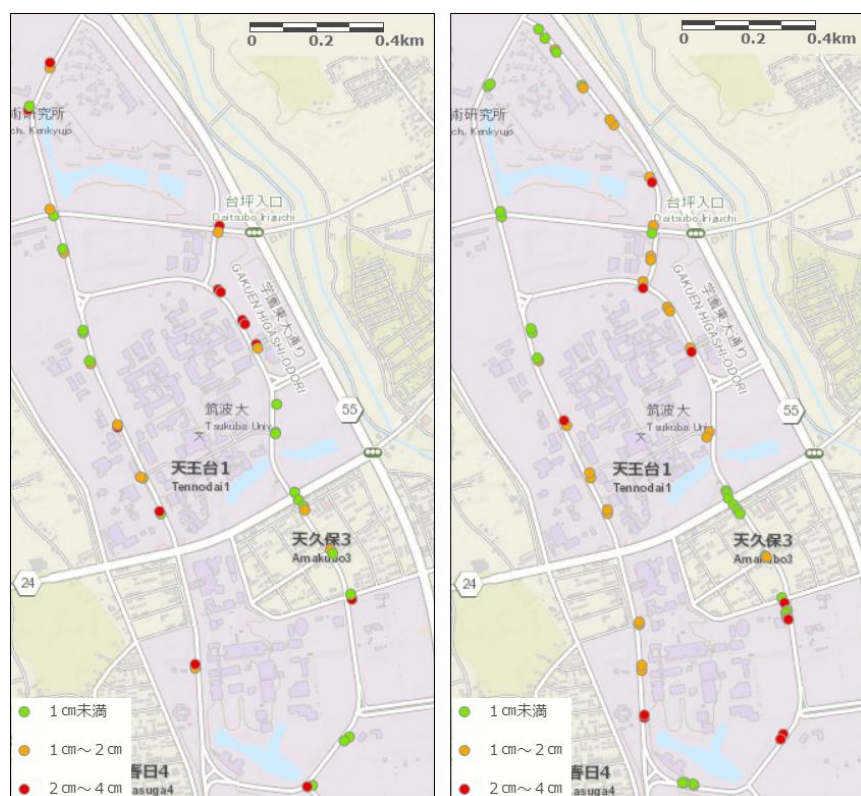 0 0.2 0.4km
術研究所
ch. Kenkyujo
台坪入口
Daitsubo Iriguchi
学園東大通り
GAKUEN HIGASHI-ODORI
筑波大
Tsukuba Univ.
55
天王台1
Tennodai1
天久保3
Amakubo3
24
1㎝未満
1㎝～2㎝
2㎝～4㎝
春日4
asuga4
0 0.2 0.4km
術研究所
ch. Kenkyujo
台坪入口
Daitsubo Iriguchi
学園東大通り
GAKUEN HIGASHI-ODORI
筑波大
Tsukuba Univ.
55
天王台1
Tennodai1
天久保3
Amakubo3
24
1㎝未満
1㎝～2㎝
2㎝～4㎝
春日4
asuga4